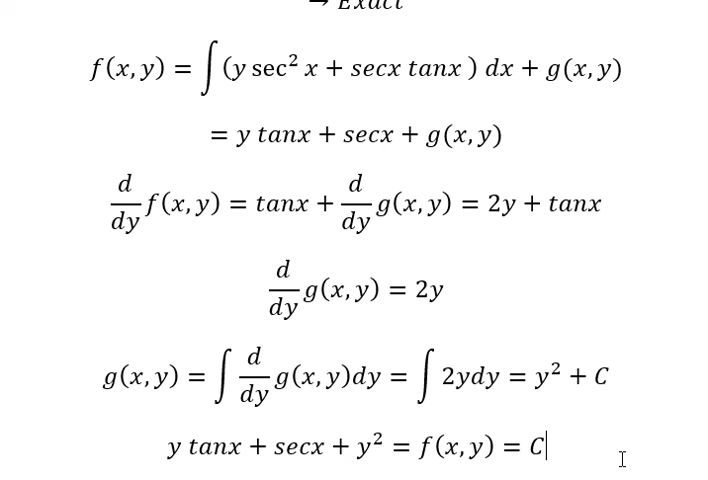 → Exact
f(x, y) = ∫ (y sec² x + secx tanx ) dx + g(x, y)
= y tanx + secx + g(x, y)
d/dy f(x, y) = tanx + d/dy g(x, y) = 2y + tanx
d/dy g(x, y) = 2y
g(x, y) = ∫ d/dy g(x, y)dy = ∫ 2ydy = y² + C
y tanx + secx + y² = f(x, y) = C